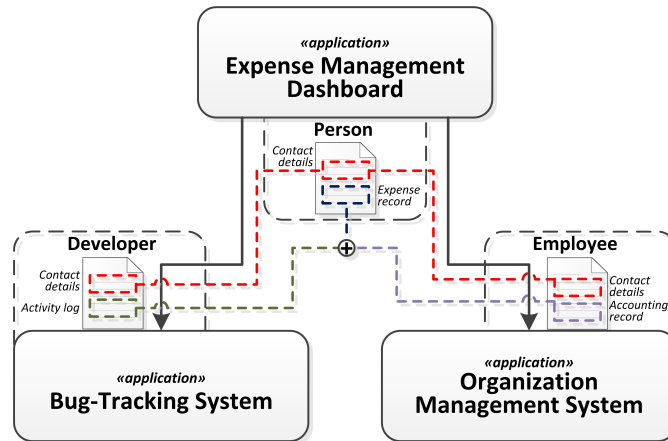 «application»
Expense Management
Dashboard
Person
Contact
details
Expense
record
Developer
Contact
details
Activity log
Employee
Contact
details
Accounting
record
«application»
Bug-Tracking System
«application»
Organization
Management System